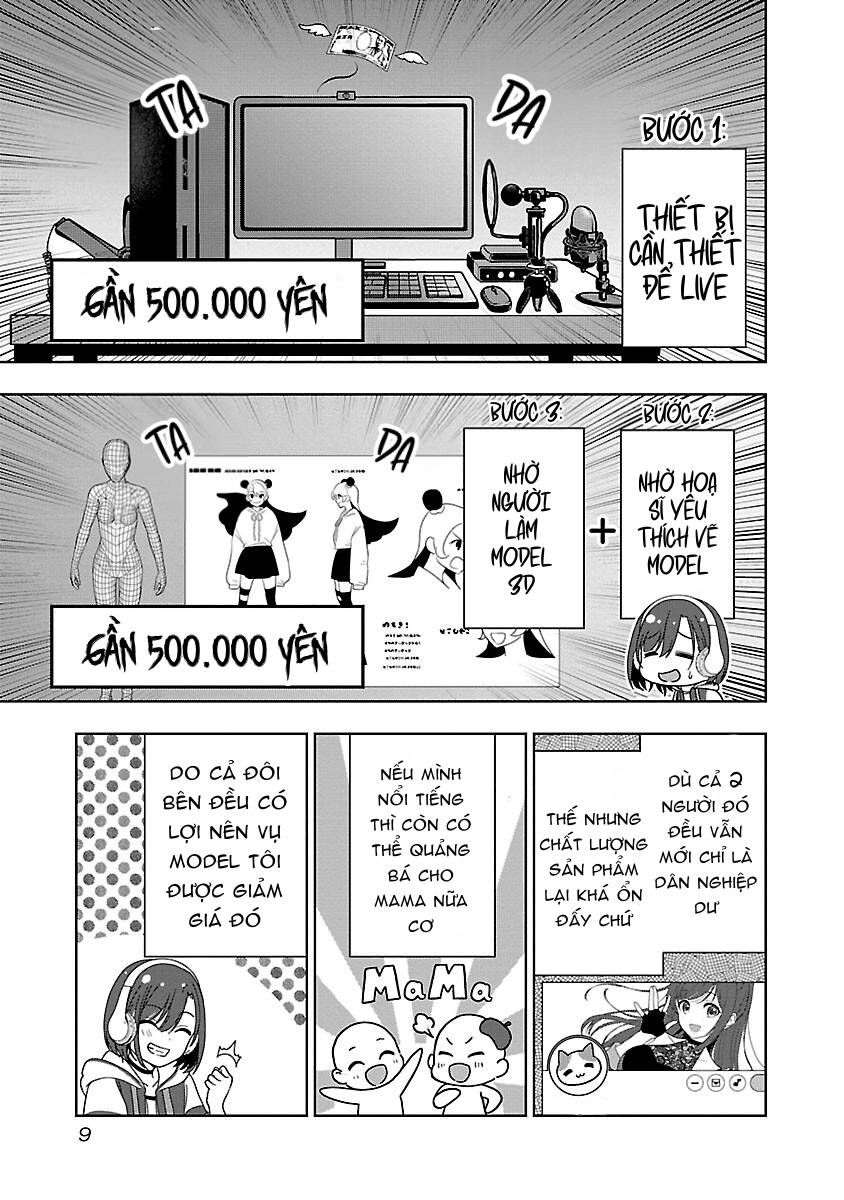 BƯỚC 1:
THIẾT BỊ
CẦN THIẾT
ĐỂ LIVE
TA
DA
GẦN 500.000 YÊN
BƯỚC 2:
NHỜ HOẠ
SĨ YÊU
THÍCH VẼ
MODEL
+
BƯỚC 3:
NHỜ
NGƯỜI
LÀM
MODEL
3D
TA
DA
GẦN 500.000 YÊN
DÙ CẢ 2
NGƯỜI ĐÓ
ĐỀU VẪN
MỚI CHỈ LÀ
DÂN NGHIỆP
DƯ
THẾ NHƯNG
CHẤT LƯỢNG
SẢN PHẨM
LẠI KHÁ ỔN
ĐẤY CHỨ
NẾU MÌNH
NỔI TIẾNG
THÌ CÒN CÓ
THỂ QUẢNG
BÁ CHO
MAMA NỮA
CƠ
MaMa
DO CẢ ĐÔI
BÊN ĐỀU CÓ
LỢI NÊN VỤ
MODEL TÔI
ĐƯỢC GIẢM
GIÁ ĐÓ
9